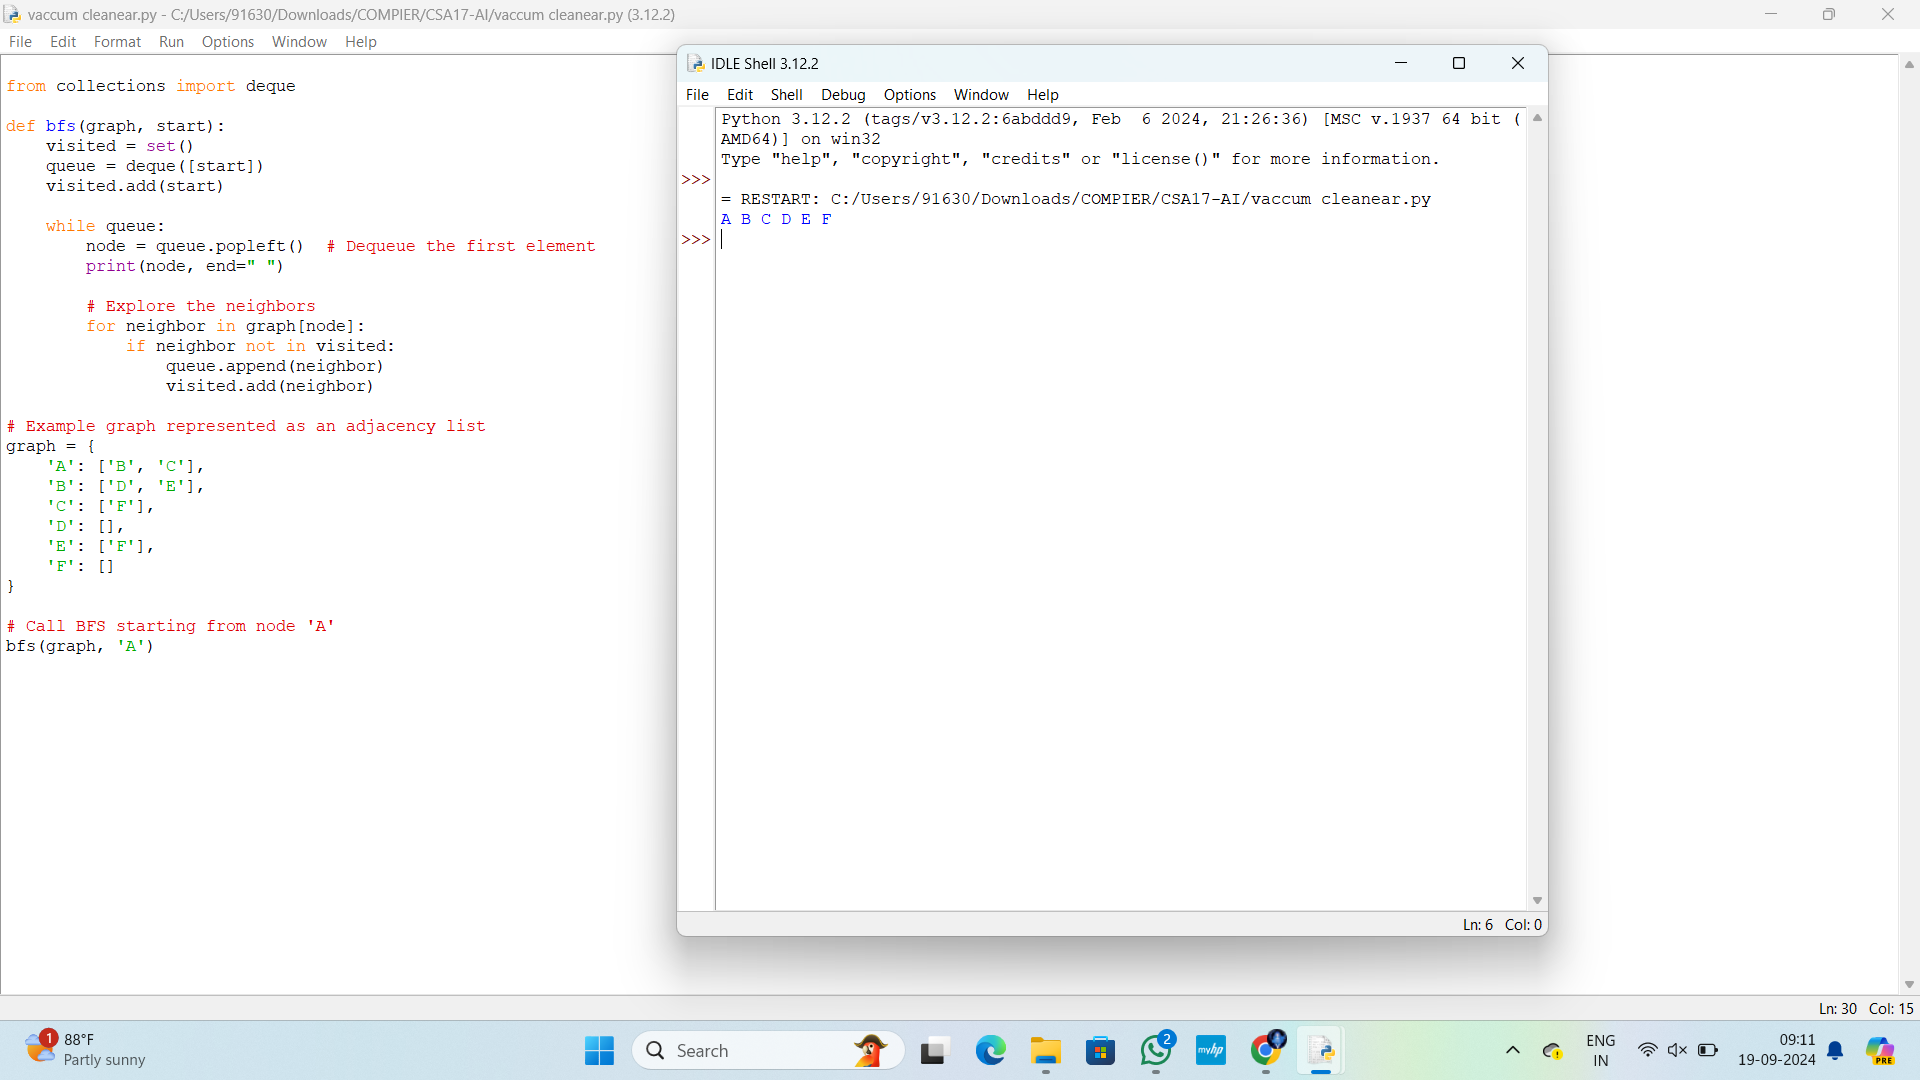 vaccum cleanear.py - C:/Users/91630/Downloads/COMPIER/CSA17-AI/vaccum cleanear.py (3.12.2)
File Edit Format Run Options Window Help
from collections import deque
def bfs(graph, start):
    visited = set()
    queue = deque([start])
    visited.add(start)
    while queue:
        node = queue.popleft()  # Dequeue the first element
        print(node, end=" ")
        # Explore the neighbors
        for neighbor in graph[node]:
            if neighbor not in visited:
                queue.append(neighbor)
                visited.add(neighbor)
# Example graph represented as an adjacency list
graph = {
    'A': ['B', 'C'],
    'B': ['D', 'E'],
    'C': ['F'],
    'D': [],
    'E': ['F'],
    'F': []
}
# Call BFS starting from node 'A'
bfs(graph, 'A')
IDLE Shell 3.12.2
File Edit Shell Debug Options Window Help
Python 3.12.2 (tags/v3.12.2:6abddd9, Feb  6 2024, 21:26:36) [MSC v.1937 64 bit (
AMD64)] on win32
Type "help", "copyright", "credits" or "license()" for more information.
>>>
= RESTART: C:/Users/91630/Downloads/COMPIER/CSA17-AI/vaccum cleanear.py
A B C D E F
>>>
Ln: 6 Col: 0
Ln: 30 Col: 15
1
88°F
Partly sunny
Search
2
myhp
ENG
IN
09:11
19-09-2024
PRE